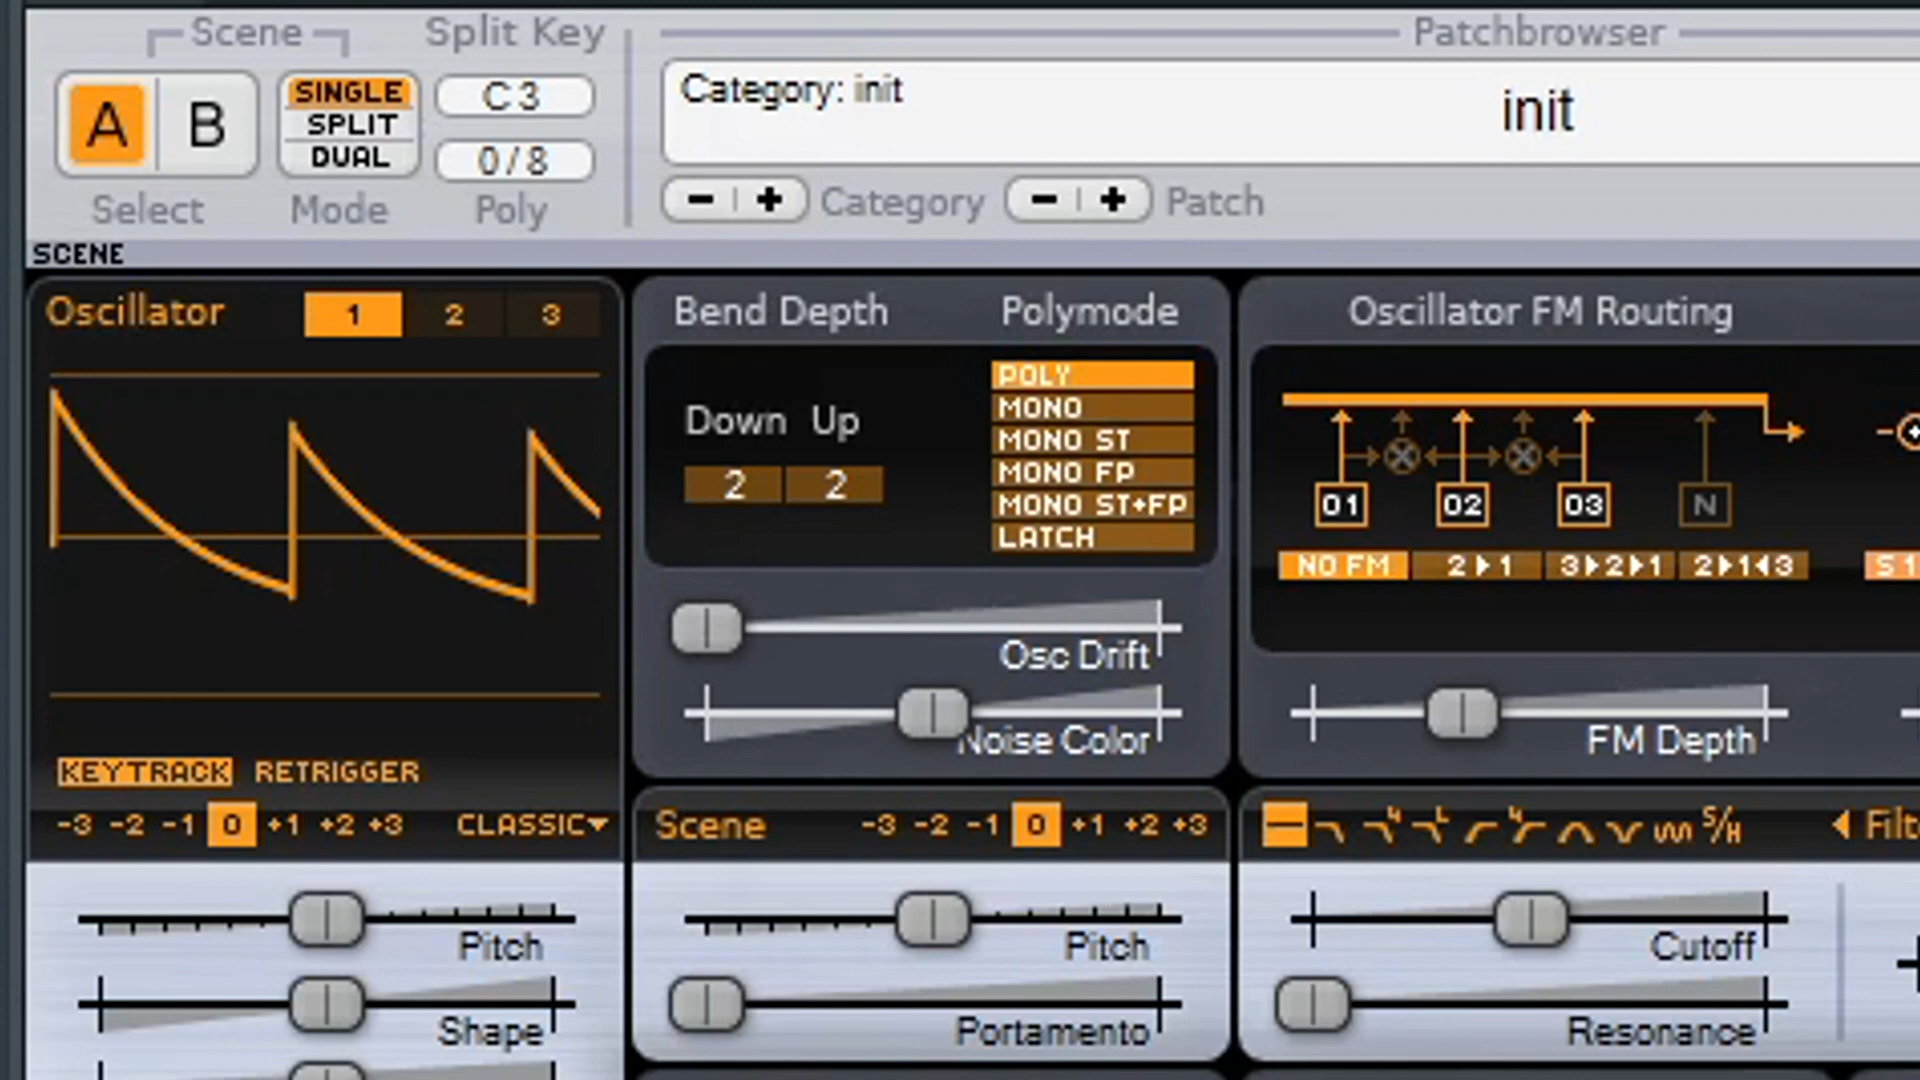 Scene
Split Key
Patchbrowser
A B
SINGLE
SPLIT
DUAL
C 3
0 / 8
Category: init
init
Select
Mode
Poly
- + Category
- + Patch
SCENE
Oscillator 1 2 3
KEYTRACK RETRIGGER
-3 -2 -1 0 +1 +2 +3 CLASSIC
Pitch
Shape
Bend Depth
Polymode
Down Up
2 2
POLY
MONO
MONO ST
MONO FP
MONO ST+FP
LATCH
Osc Drift
Noise Color
Scene -3 -2 -1 0 +1 +2 +3
Pitch
Portamento
Oscillator FM Routing
01 02 03 N
NO FM 2▶1 3▶2▶1 2▶1◀3
S1
FM Depth
S/H
Filt
Cutoff
Resonance